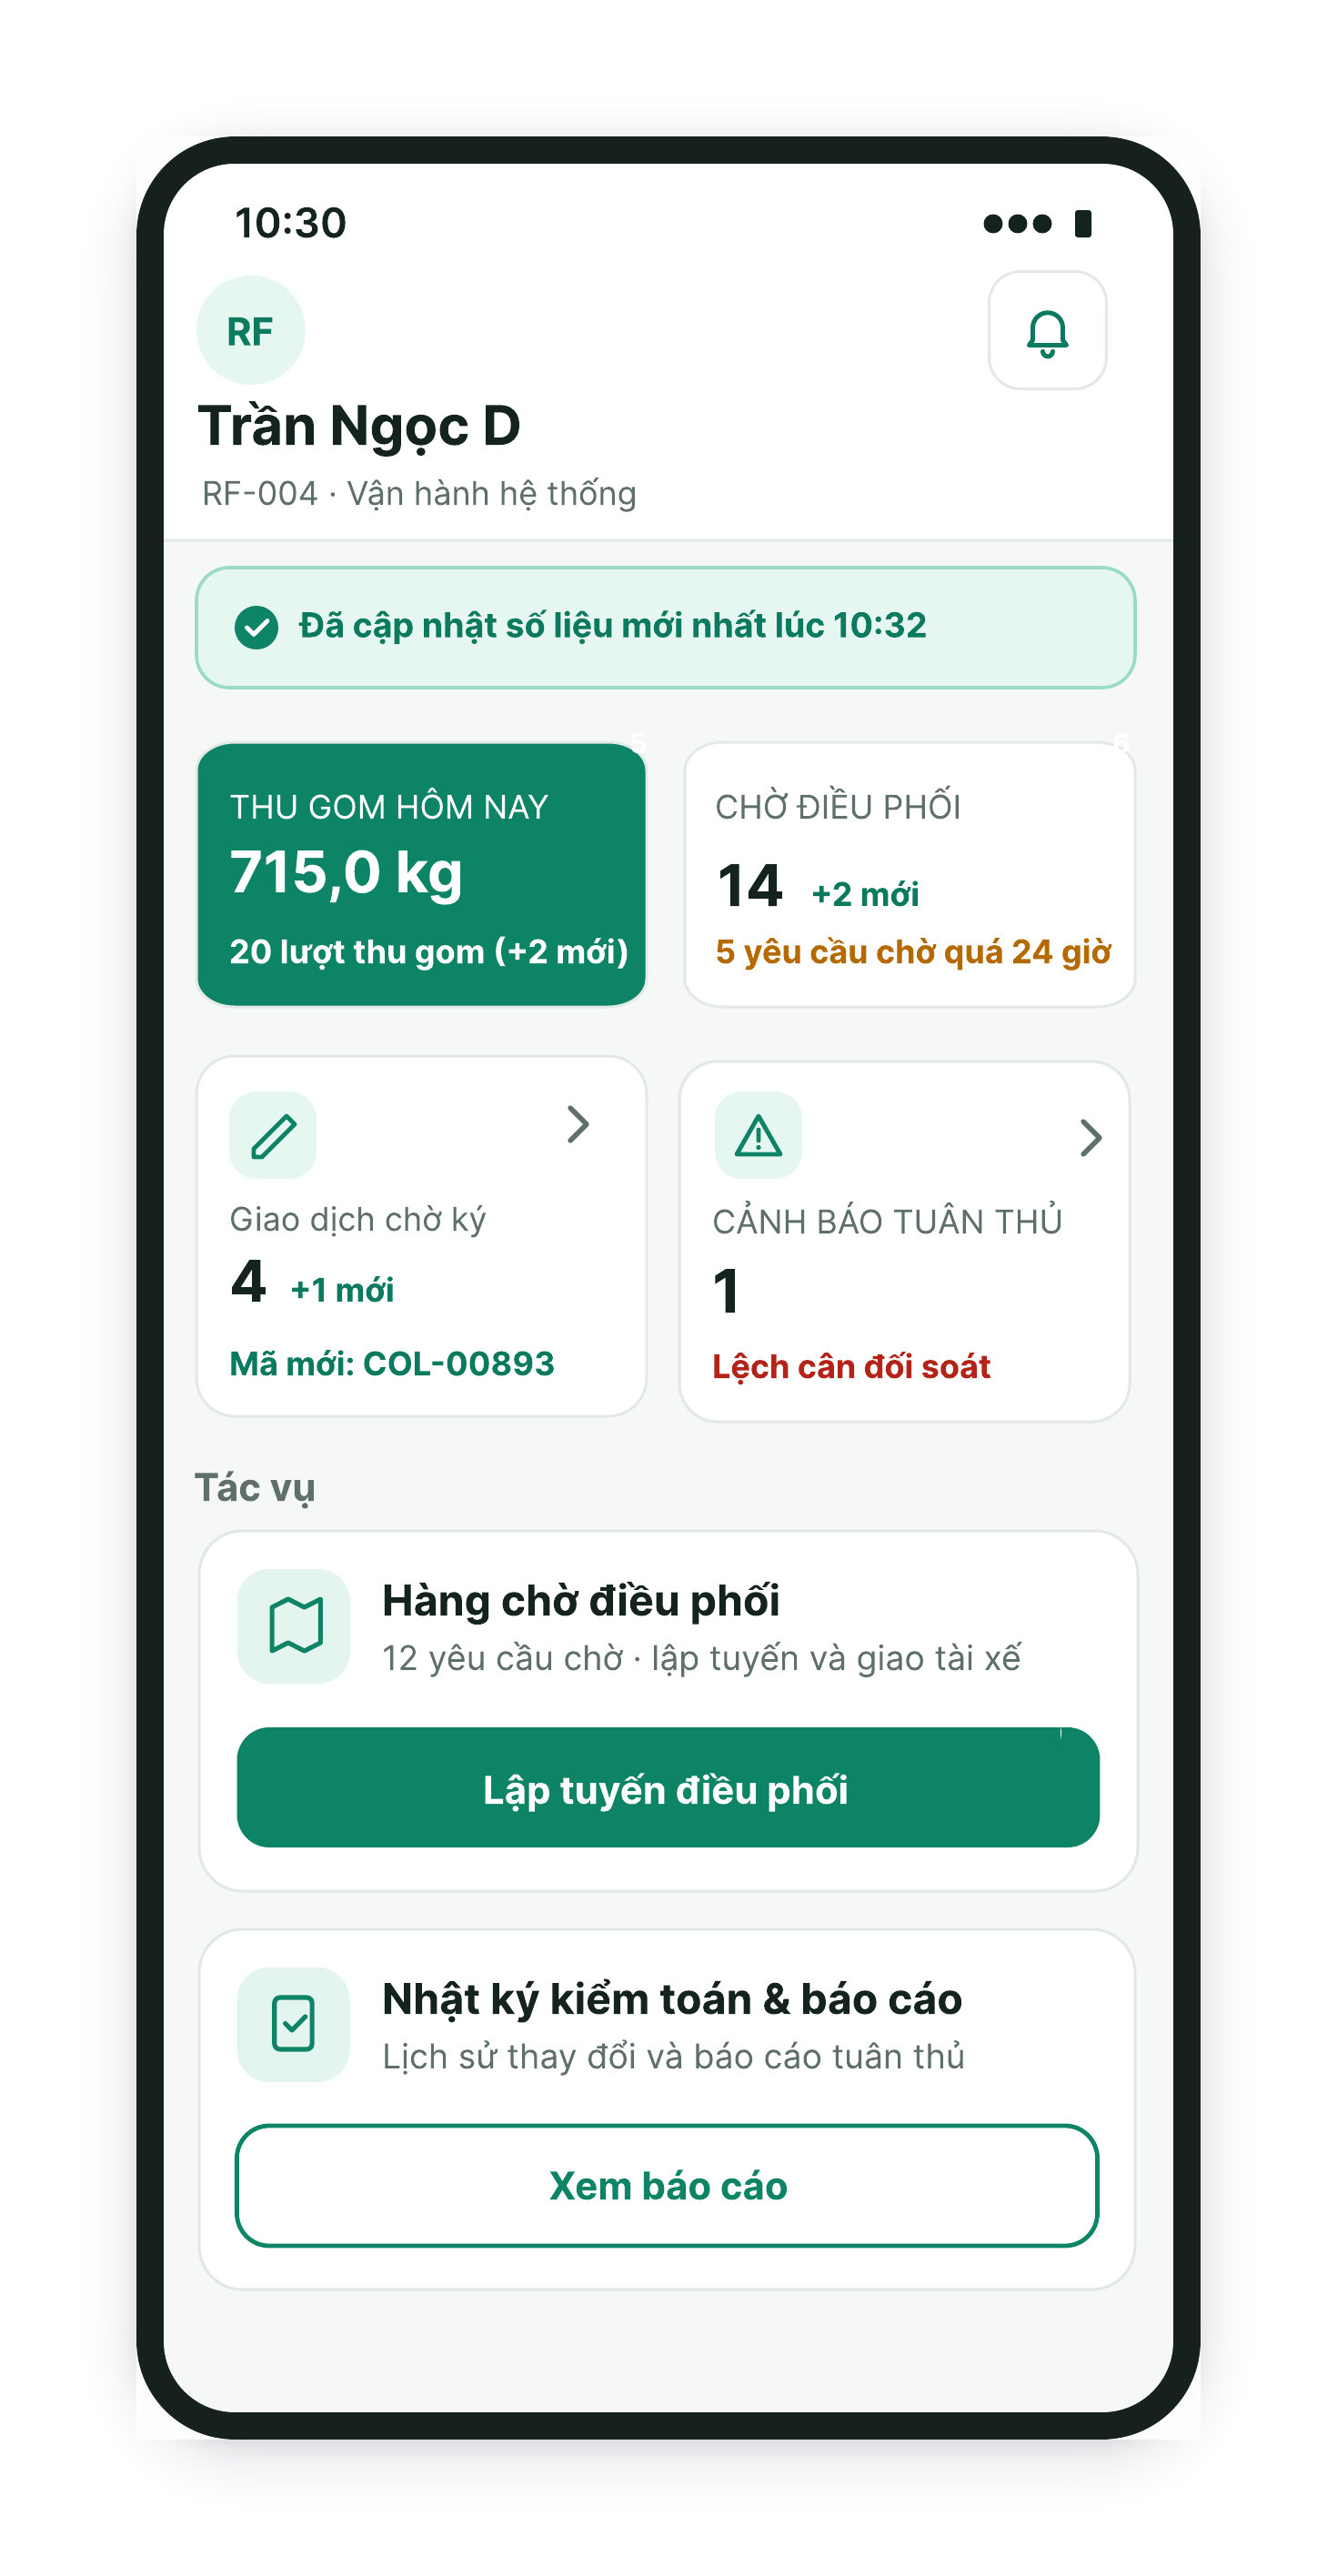 10:30
RF
Trần Ngọc D
RF-004 · Vận hành hệ thống
Đã cập nhật số liệu mới nhất lúc 10:32
5
6
THU GOM HÔM NAY
715,0 kg
20 lượt thu gom (+2 mới)
CHỜ ĐIỀU PHỐI
14 +2 mới
5 yêu cầu chờ quá 24 giờ
Giao dịch chờ ký
4 +1 mới
Mã mới: COL-00893
CẢNH BÁO TUÂN THỦ
1
Lệch cân đối soát
Tác vụ
Hàng chờ điều phối
12 yêu cầu chờ · lập tuyến và giao tài xế
Lập tuyến điều phối
Nhật ký kiểm toán & báo cáo
Lịch sử thay đổi và báo cáo tuân thủ
Xem báo cáo